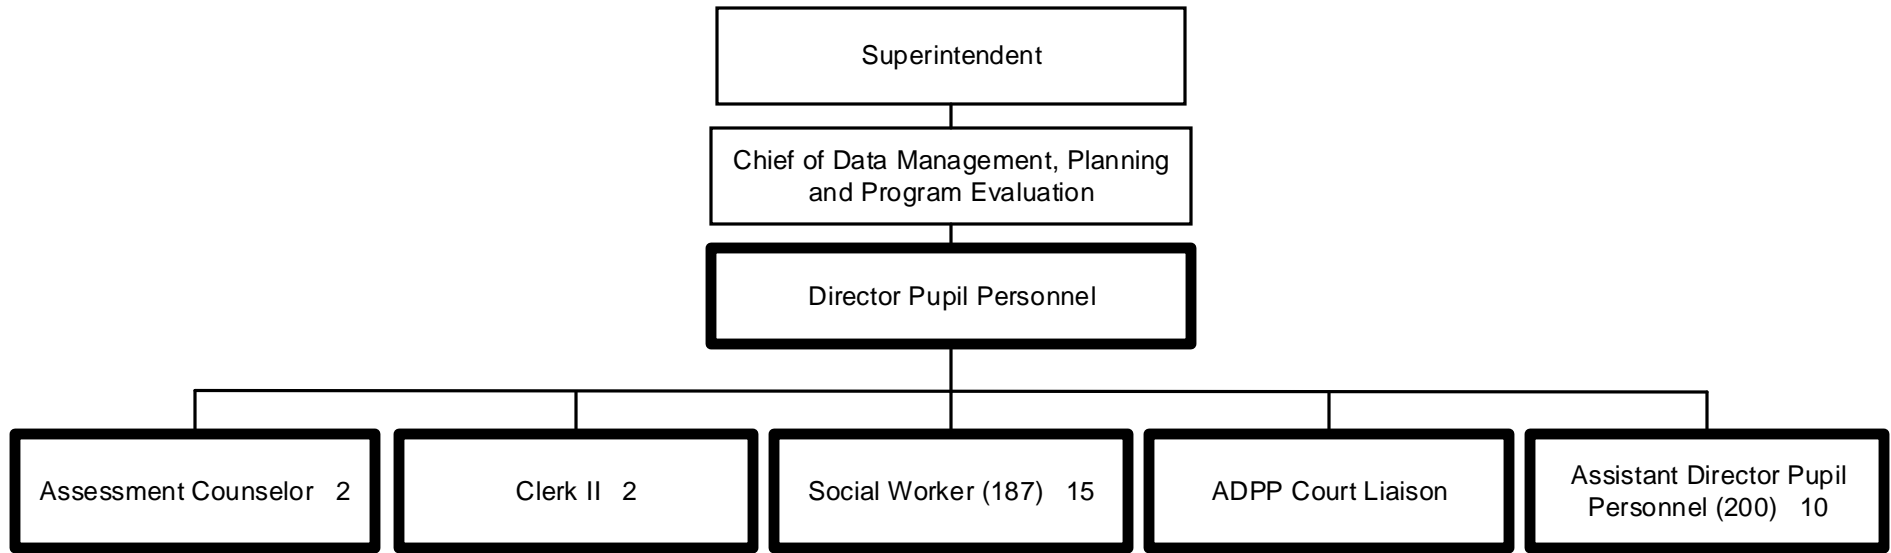 Superintendent
Chief of Data Management, Planning
and Program Evaluation
Director Pupil Personnel
Assessment Counselor 2
Clerk II 2
Social Worker (187) 15
ADPP Court Liaison
Assistant Director Pupil
Personnel (200) 10